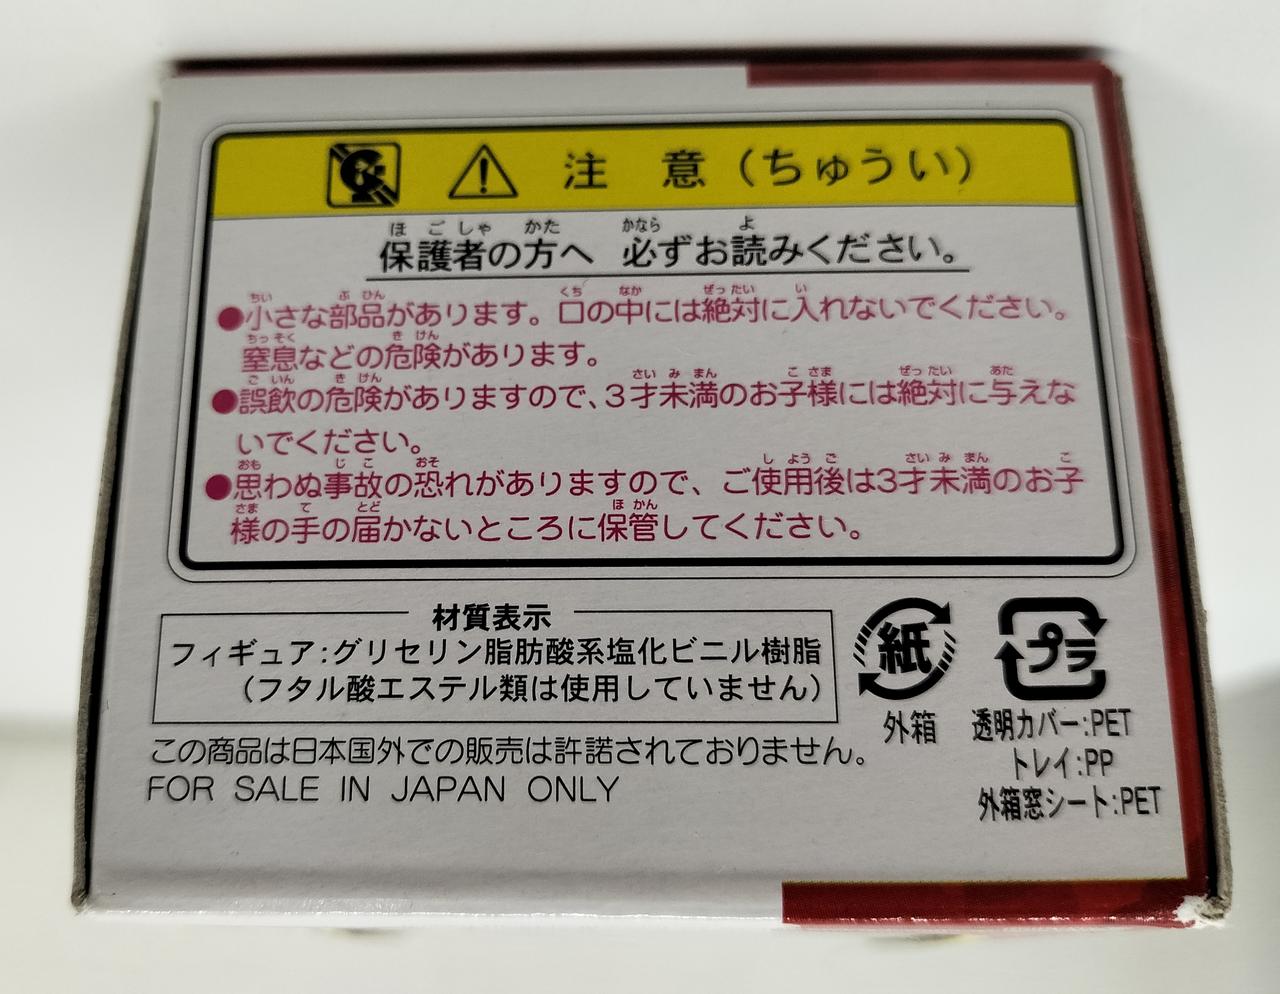 注 意（ちゅうい）
ほごしゃ かた かなら よ
保護者の方へ 必ずお読みください。
ちい ぶひん くち なか ぜったい い
●小さな部品があります。口の中には絶対に入れないでください。
ちっそく きけん
窒息などの危険があります。
ごいん きけん さいみまん こさま ぜったい あた
●誤飲の危険がありますので、3才未満のお子様には絶対に与えな
いでください。
おも じこ おそ しようご さいみまん こ
●思わぬ事故の恐れがありますので、ご使用後は3才未満のお子
さま て とど ほかん
様の手の届かないところに保管してください。
材質表示
フィギュア:グリセリン脂肪酸系塩化ビニル樹脂
（フタル酸エステル類は使用していません）
紙
外箱
プラ
透明カバー:PET
トレイ:PP
外箱窓シート:PET
この商品は日本国外での販売は許諾されておりません。
FOR SALE IN JAPAN ONLY